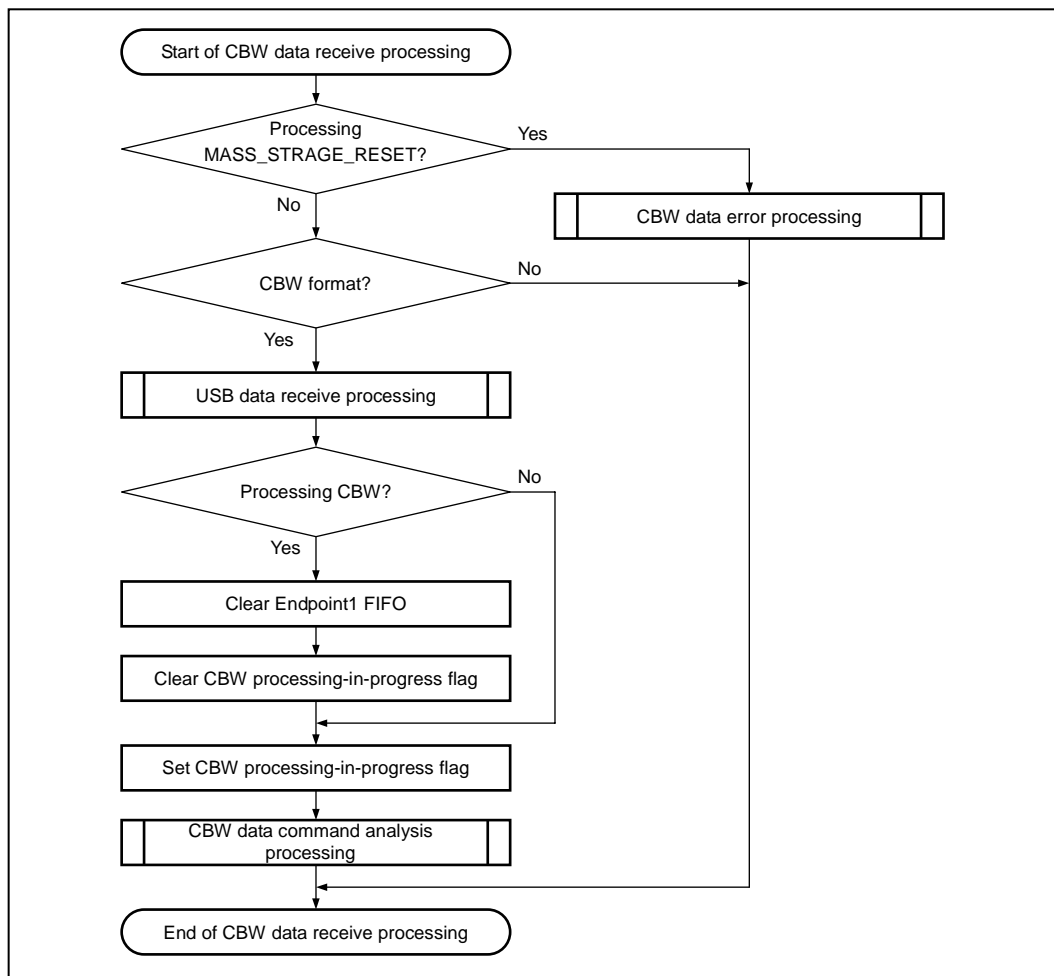 Start of CBW data receive processing
Processing
MASS_STRAGE_RESET?
Yes
No
CBW data error processing
CBW format?
No
Yes
USB data receive processing
Processing CBW?
No
Yes
Clear Endpoint1 FIFO
Clear CBW processing-in-progress flag
Set CBW processing-in-progress flag
CBW data command analysis
processing
End of CBW data receive processing